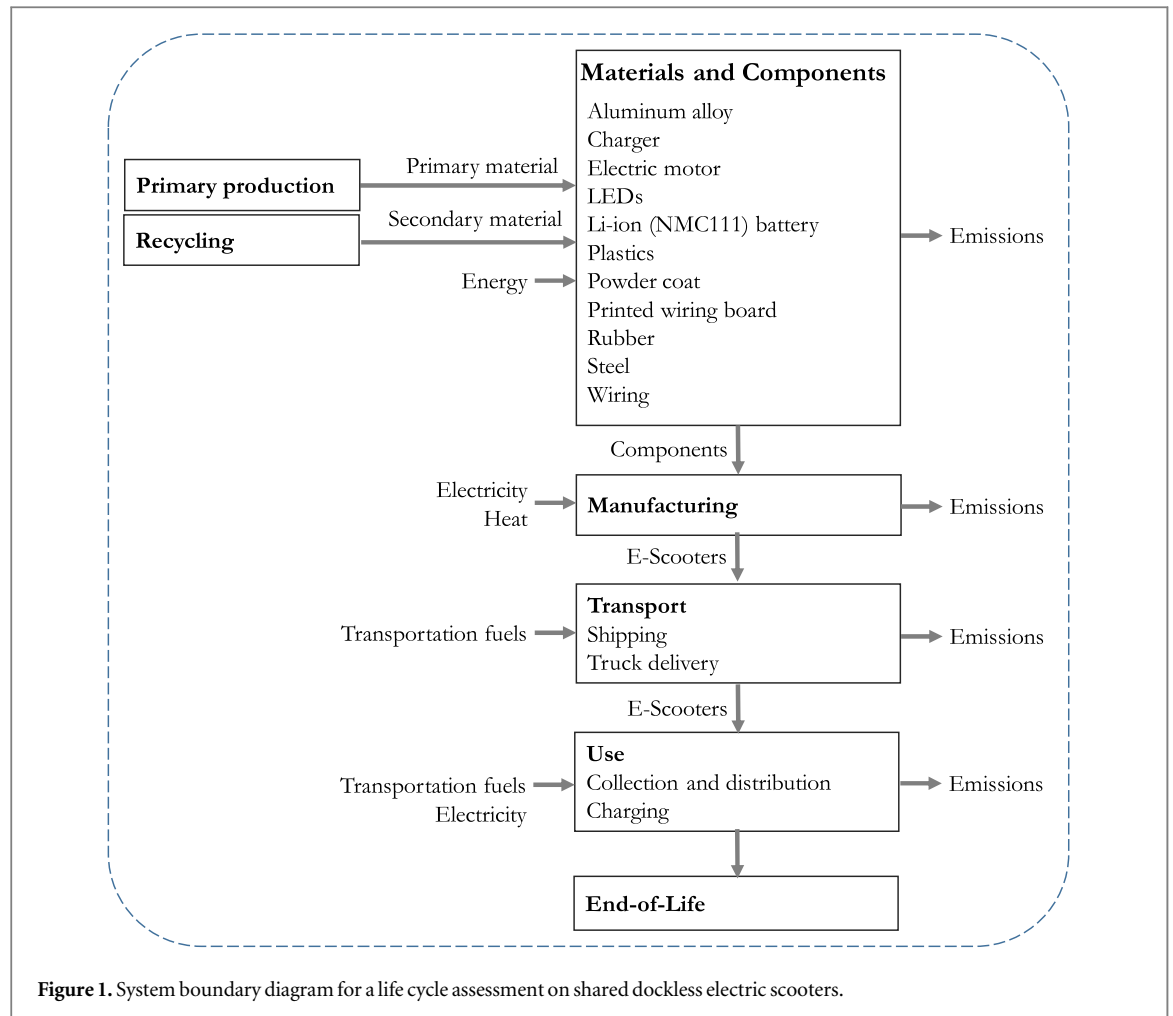 Materials and Components
Aluminum alloy
Charger
Electric motor
LEDs
Li-ion (NMC111) battery
Plastics
Powder coat
Printed wiring board
Rubber
Steel
Wiring
Primary production
Primary material
Recycling
Secondary material
Energy
Emissions
Components
Electricity
Heat
Manufacturing
Emissions
E-Scooters
Transportation fuels
Transport
Shipping
Truck delivery
Emissions
E-Scooters
Transportation fuels
Electricity
Use
Collection and distribution
Charging
Emissions
End-of-Life
Figure 1. System boundary diagram for a life cycle assessment on shared dockless electric scooters.